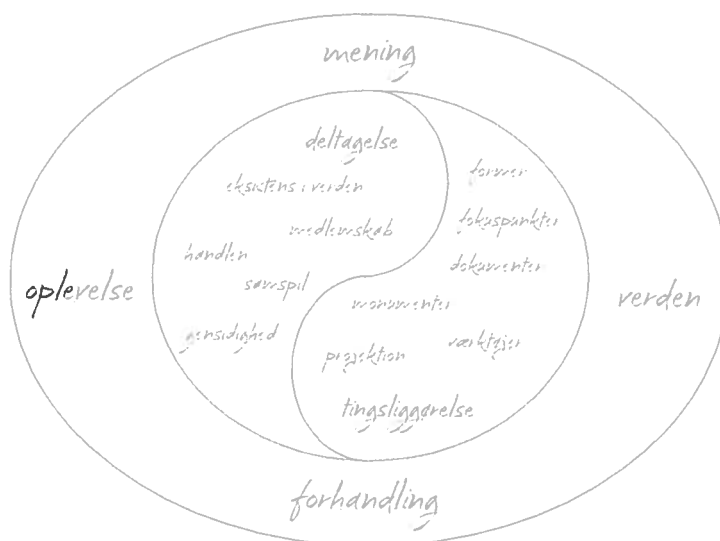 mening
deltagelse
eksistens i verden
medlemskab
handlen
samspil
gensidighed
former
fokuspunkter
dokumenter
monumenter
værktøjer
projektion
tingsliggørelse
oplevelse
verden
forhandling